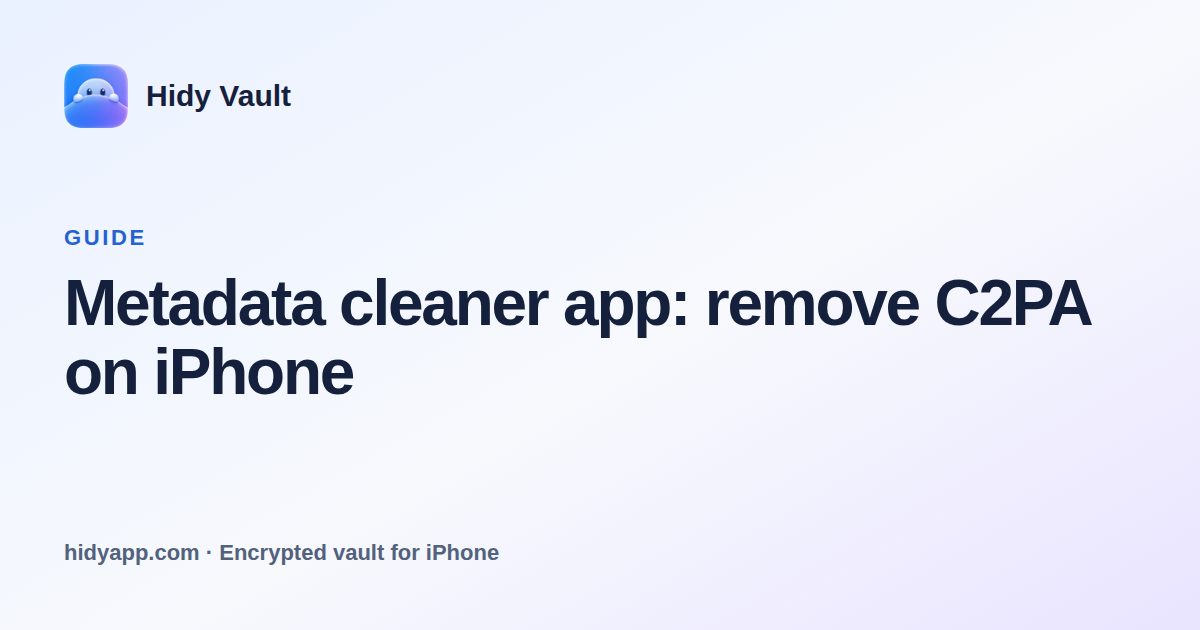 Hidy Vault
GUIDE
Metadata cleaner app: remove C2PA
on iPhone
hidyapp.com · Encrypted vault for iPhone